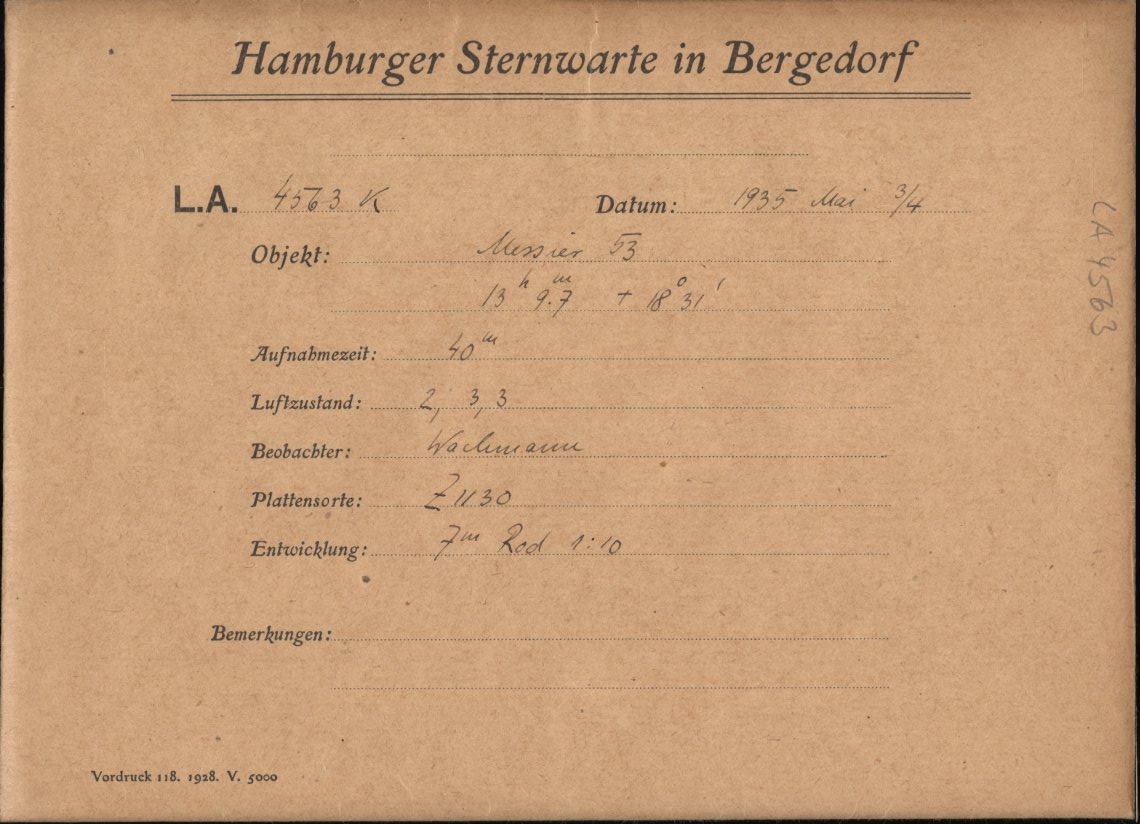 Hamburger Sternwarte in Bergedorf
L.A. 4563 K Datum: 1935 Mai 3/4
Objekt: Messier 53
13h 9.m7 + 18° 31'
Aufnahmezeit: 40m
Luftzustand: 2, 3, 3
Beobachter: Wachmann
Plattensorte: Z 1130
Entwicklung: 7m Rod 1:10
Bemerkungen:
Vordruck 118. 1928. V. 5000
LA 4563